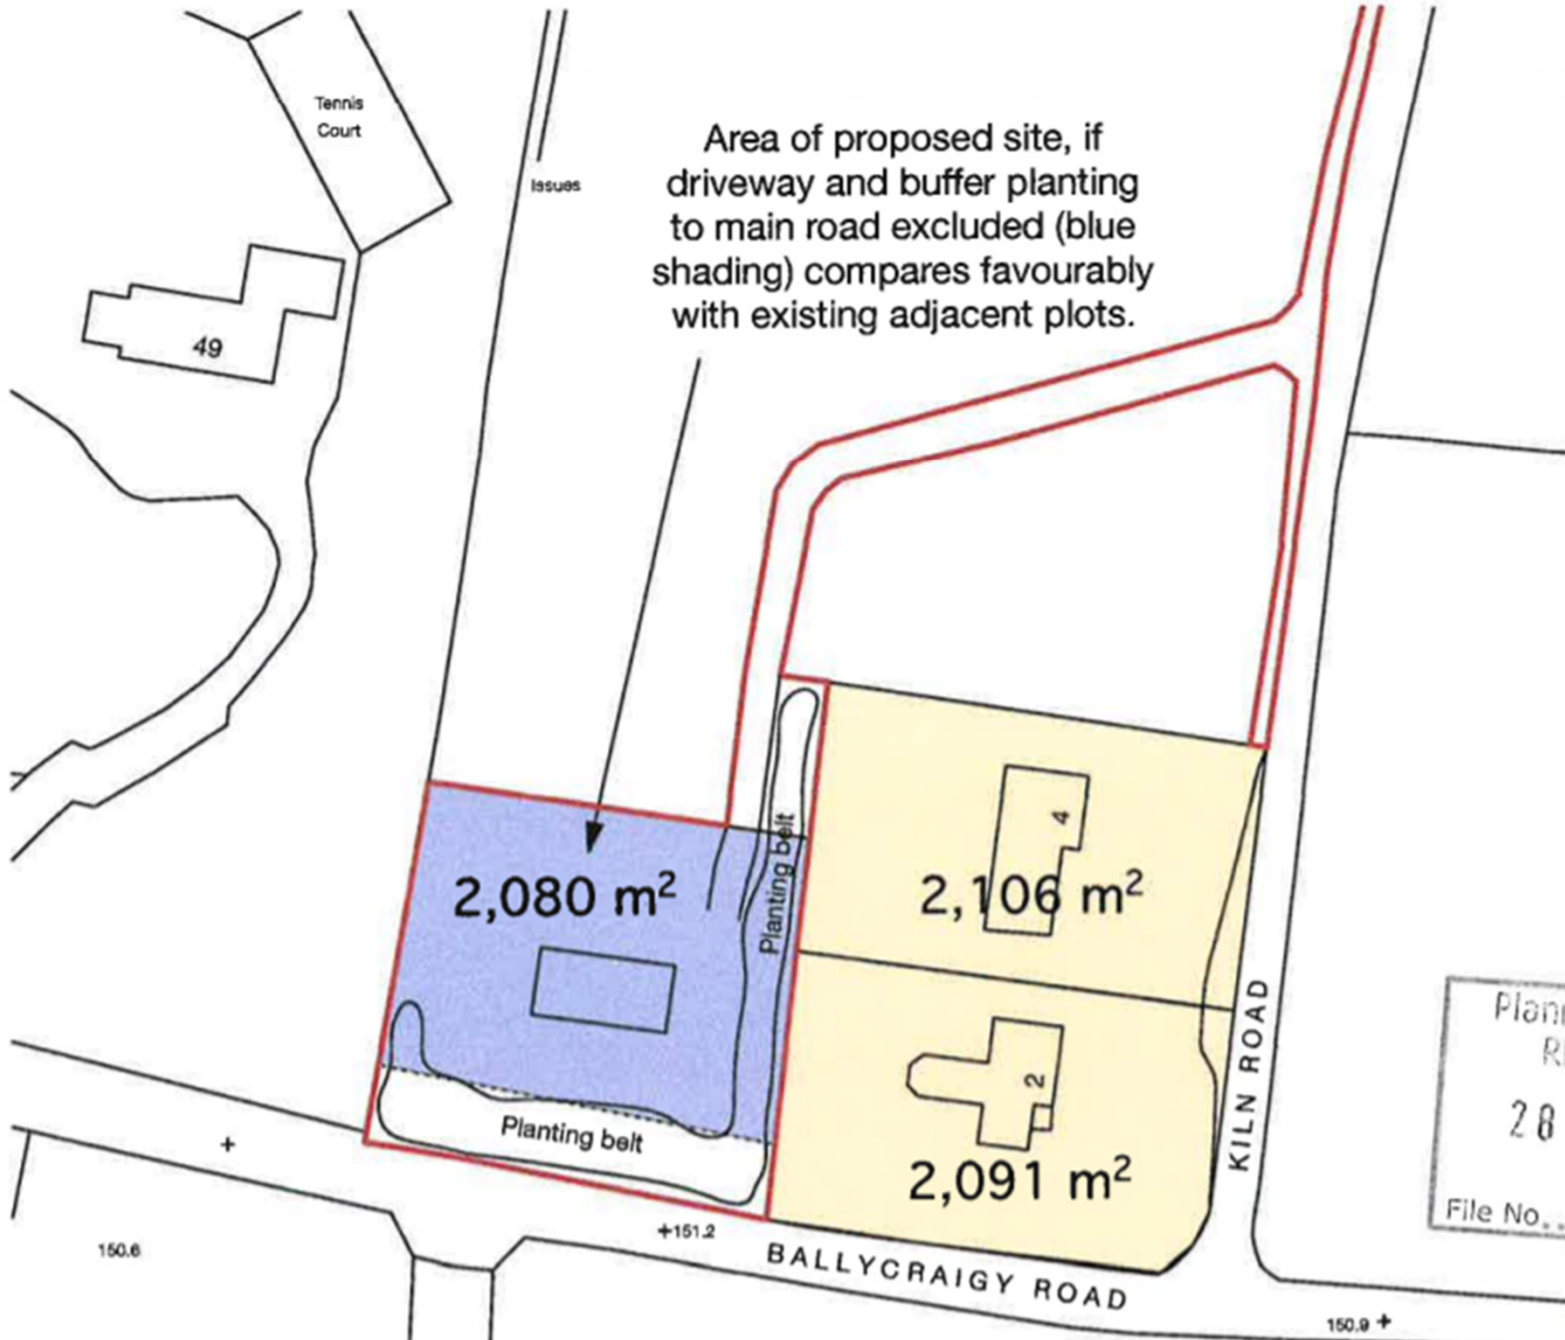 Tennis
Court
Issues
Area of proposed site, if
driveway and buffer planting
to main road excluded (blue
shading) compares favourably
with existing adjacent plots.
49
4
Planting belt
2,080 m²
2,106 m²
2
Planting belt
2,091 m²
KILN ROAD
28
File No...
+151.2
150.6
BALLYCRAIGY ROAD
150.9 +